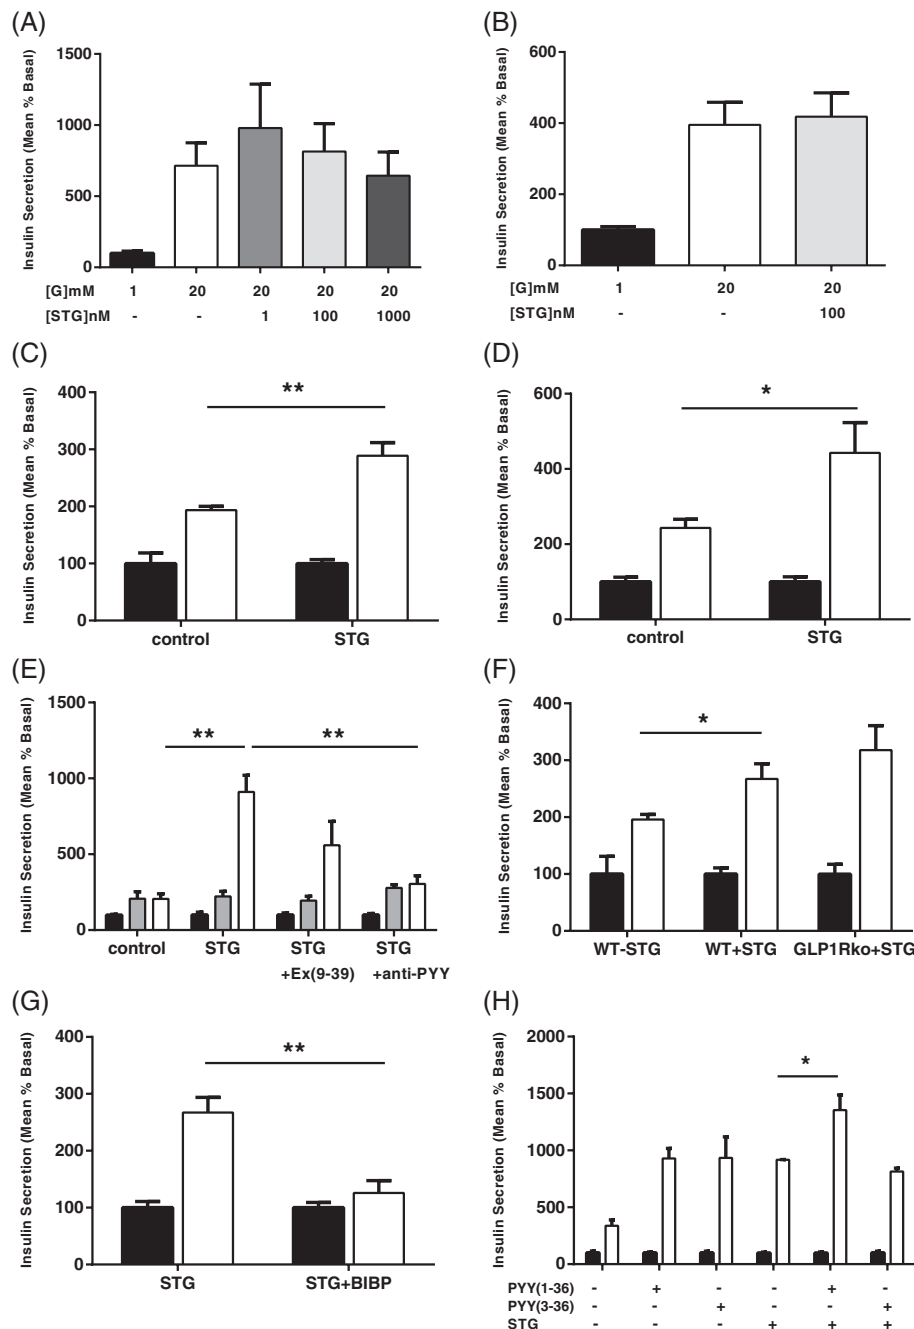 (A)
Insulin Secretion (Mean % Basal)
1500
1000
500
0
[G]mM 1 20 20 20 20
[STG]nM - - 1 100 1000
(B)
Insulin Secretion (Mean % Basal)
600
400
200
0
[G]mM 1 20 20
[STG]nM - - 100
(C)
Insulin Secretion (Mean % Basal)
400
300
200
100
0
**
control STG
(D)
Insulin Secretion (Mean % Basal)
600
400
200
0
*
control STG
(E)
Insulin Secretion (Mean % Basal)
1500
1000
500
0
** **
control STG STG STG
+Ex(9-39) +anti-PYY
(F)
Insulin Secretion (Mean % Basal)
400
300
200
100
0
*
WT-STG WT+STG GLP1Rko+STG
(G)
Insulin Secretion (Mean % Basal)
400
300
200
100
0
**
STG STG+BIBP
(H)
Insulin Secretion (Mean % Basal)
2000
1500
1000
500
0
*
PYY(1-36) - + - - + -
PYY(3-36) - - + - - +
STG - - - + + +